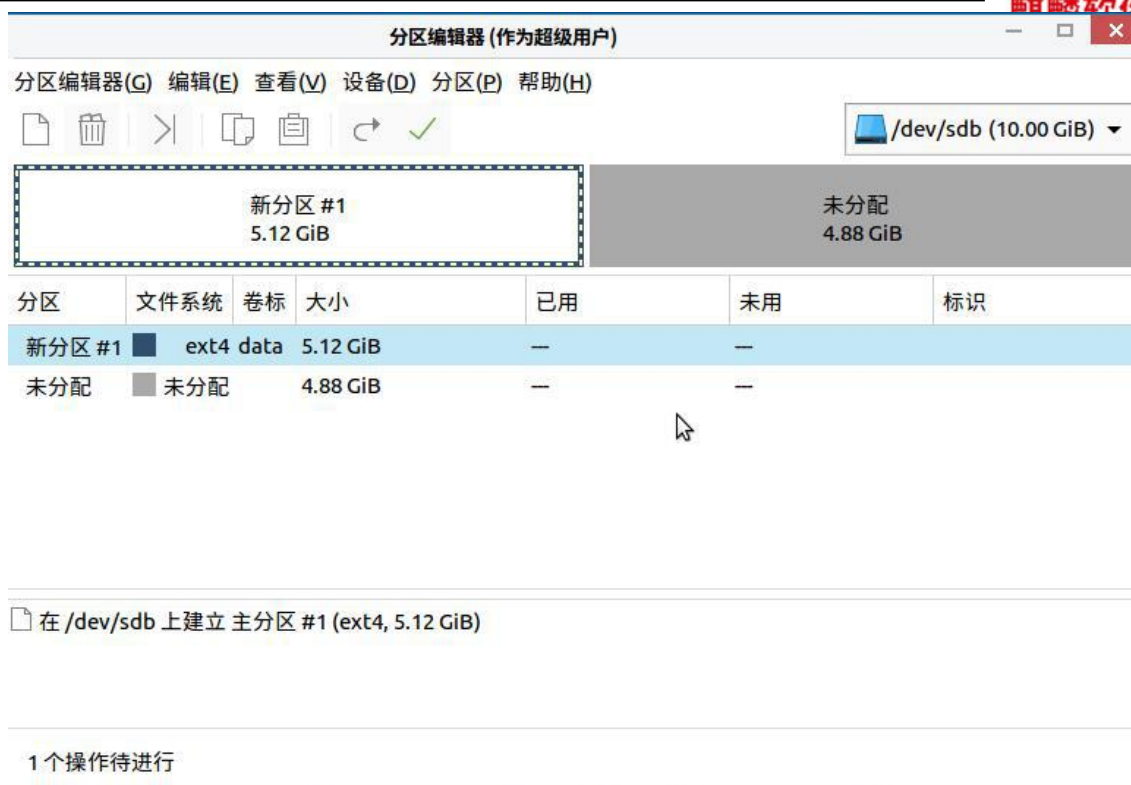 分区编辑器 (作为超级用户)
分区编辑器(G) 编辑(E) 查看(V) 设备(D) 分区(P) 帮助(H)
/dev/sdb (10.00 GiB)
新分区 #1
5.12 GiB
未分配
4.88 GiB
分区 文件系统 卷标 大小 已用 未用 标识
新分区 #1 ext4 data 5.12 GiB --- ---
未分配 未分配 4.88 GiB --- ---
在 /dev/sdb 上建立 主分区 #1 (ext4, 5.12 GiB)
1 个操作待进行